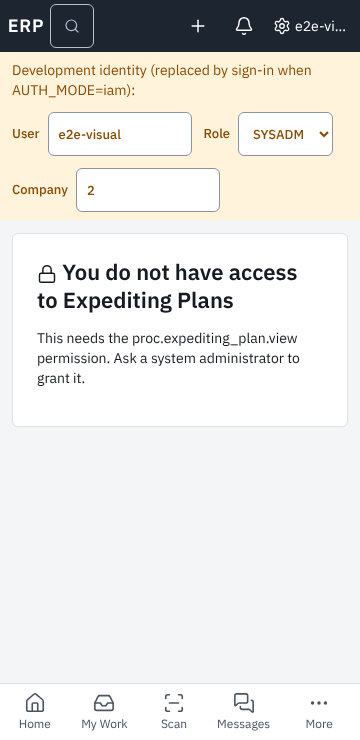 ERP
e2e-vi...
Development identity (replaced by sign-in when
AUTH_MODE=iam):
User e2e-visual Role SYSADM
Company 2
You do not have access
to Expediting Plans
This needs the proc.expediting_plan.view
permission. Ask a system administrator to
grant it.
Home My Work Scan Messages More